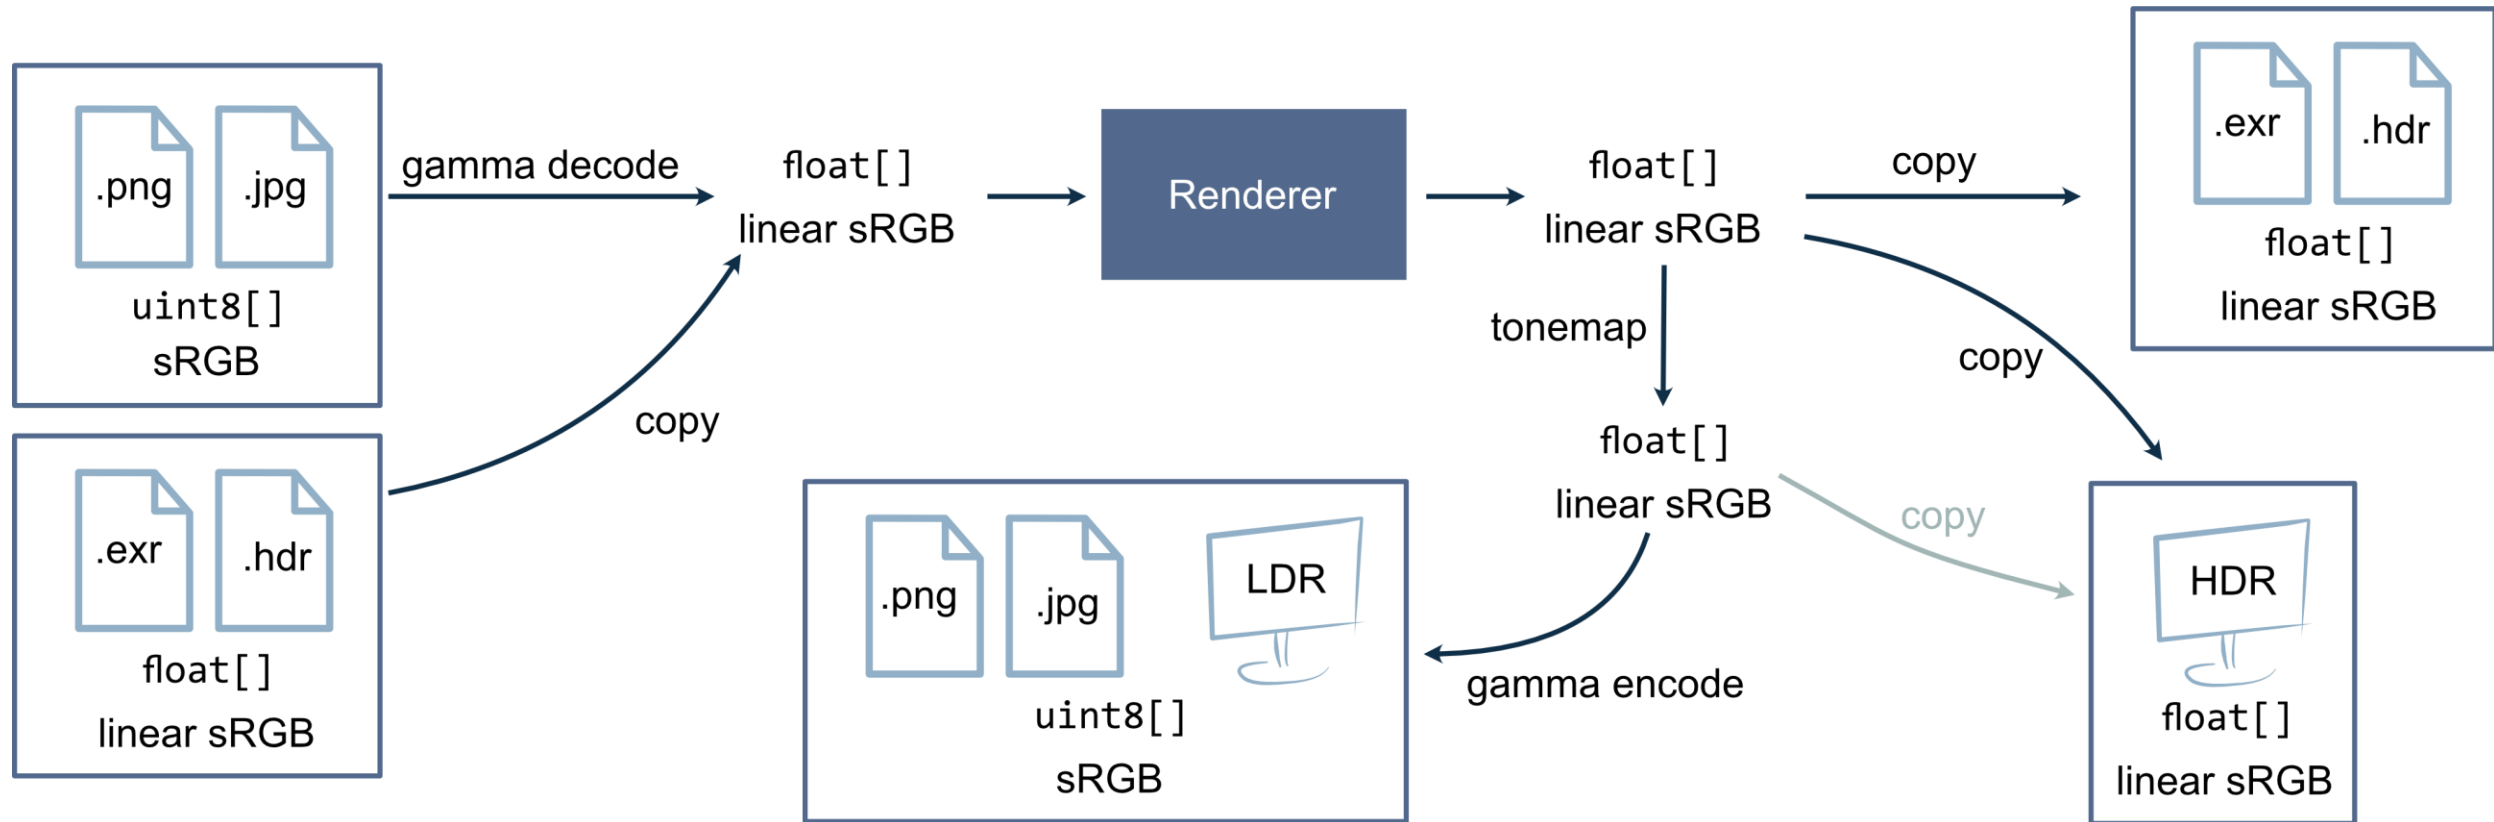 .png
.jpg
uint8[]
sRGB
gamma decode
.exr
.hdr
float[]
linear sRGB
copy
float[]
linear sRGB
Renderer
float[]
linear sRGB
copy
.exr
.hdr
float[]
linear sRGB
copy
tonemap
float[]
linear sRGB
copy
HDR
float[]
linear sRGB
gamma encode
.png
.jpg
LDR
uint8[]
sRGB